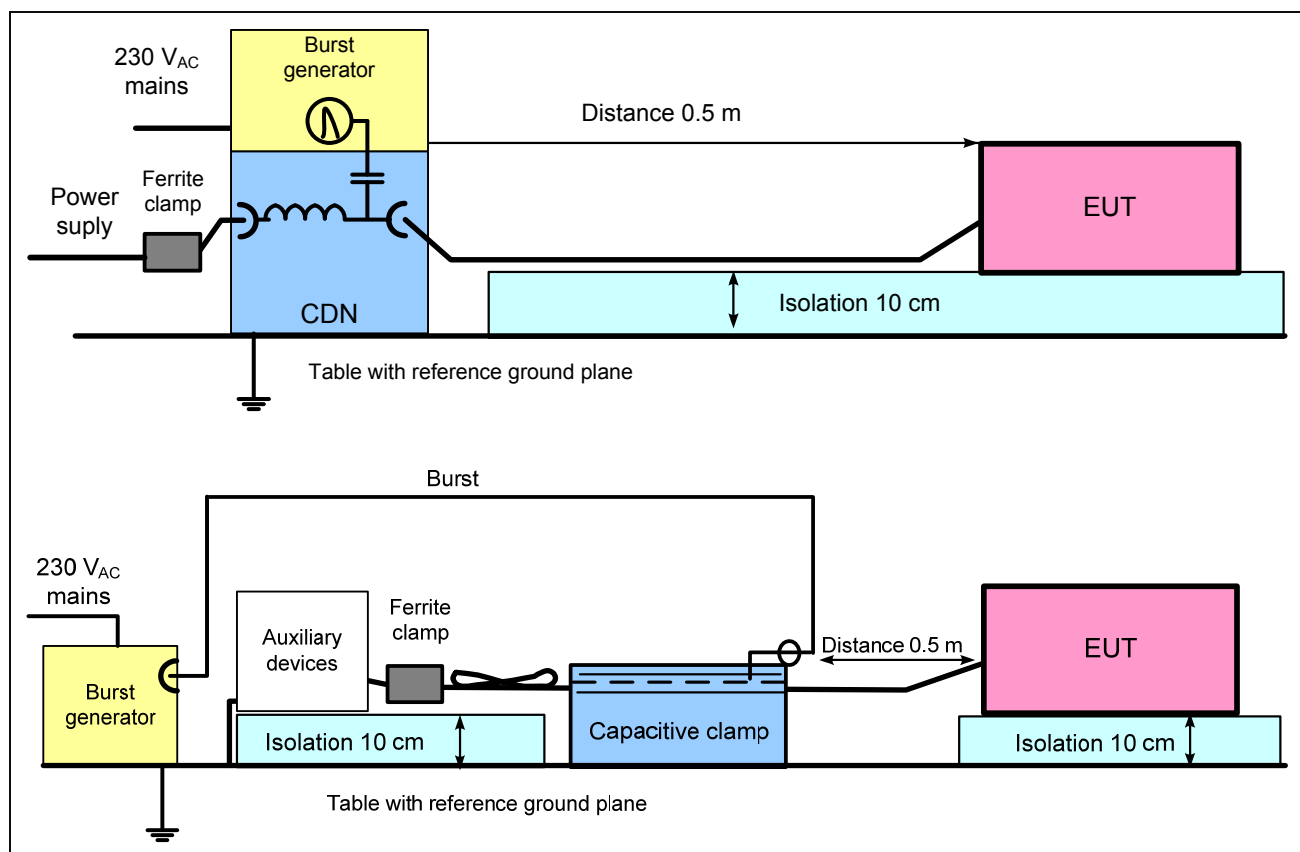 230 VAC
mains
Burst
generator
Distance 0.5 m
Power
suply
Ferrite
clamp
EUT
CDN
Isolation 10 cm
Table with reference ground plane
Burst
230 VAC
mains
Burst
generator
Auxiliary
devices
Ferrite
clamp
Distance 0.5 m
EUT
Isolation 10 cm
Capacitive clamp
Isolation 10 cm
Table with reference ground plane